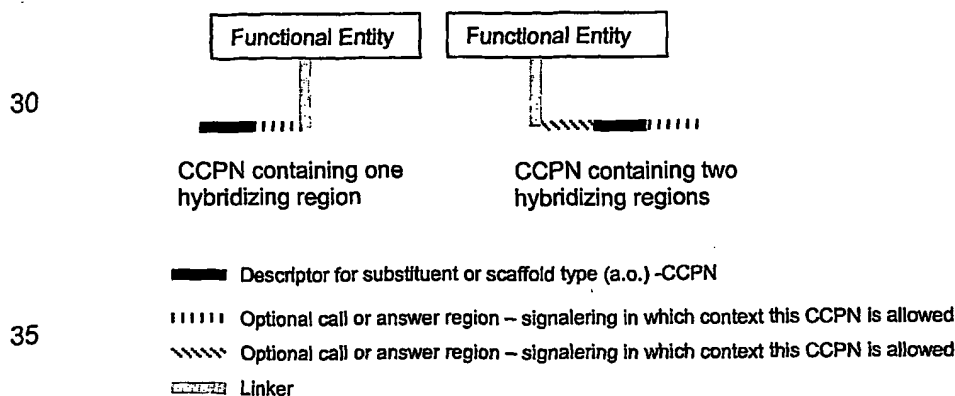 Functional Entity Functional Entity
30
CCPN containing one CCPN containing two
hybridizing region hybridizing regions
Descriptor for substituent or scaffold type (a.o.) -CCPN
Optional call or answer region – signalering in which context this CCPN is allowed
35
Optional call or answer region – signalering in which context this CCPN is allowed
Linker